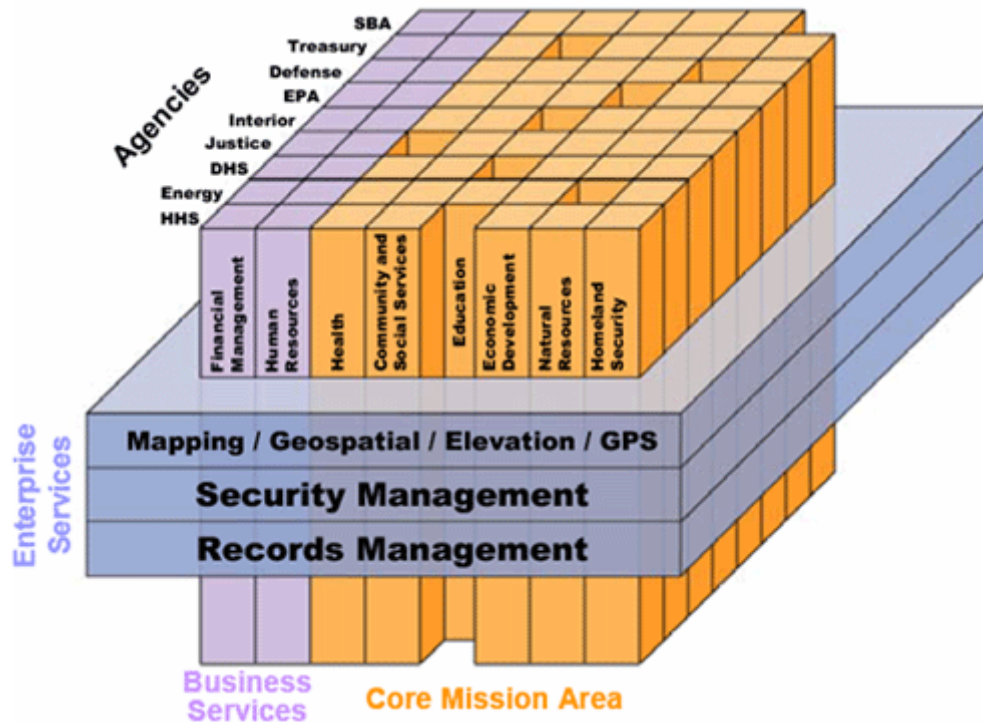 SBA
Treasury
Defense
EPA
Interior
Justice
DHS
Energy
HHS
Agencies
Financial
Management
Human
Resources
Health
Community and
Social Services
Education
Economic
Development
Natural
Resources
Homeland
Security
Enterprise
Services
Mapping / Geospatial / Elevation / GPS
Security Management
Records Management
Business
Services
Core Mission Area